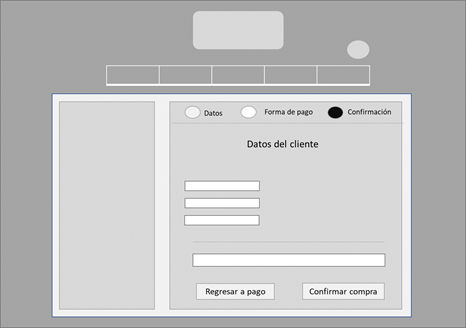 Datos
Forma de pago
Confirmación
Datos del cliente
Regresar a pago
Confirmar compra